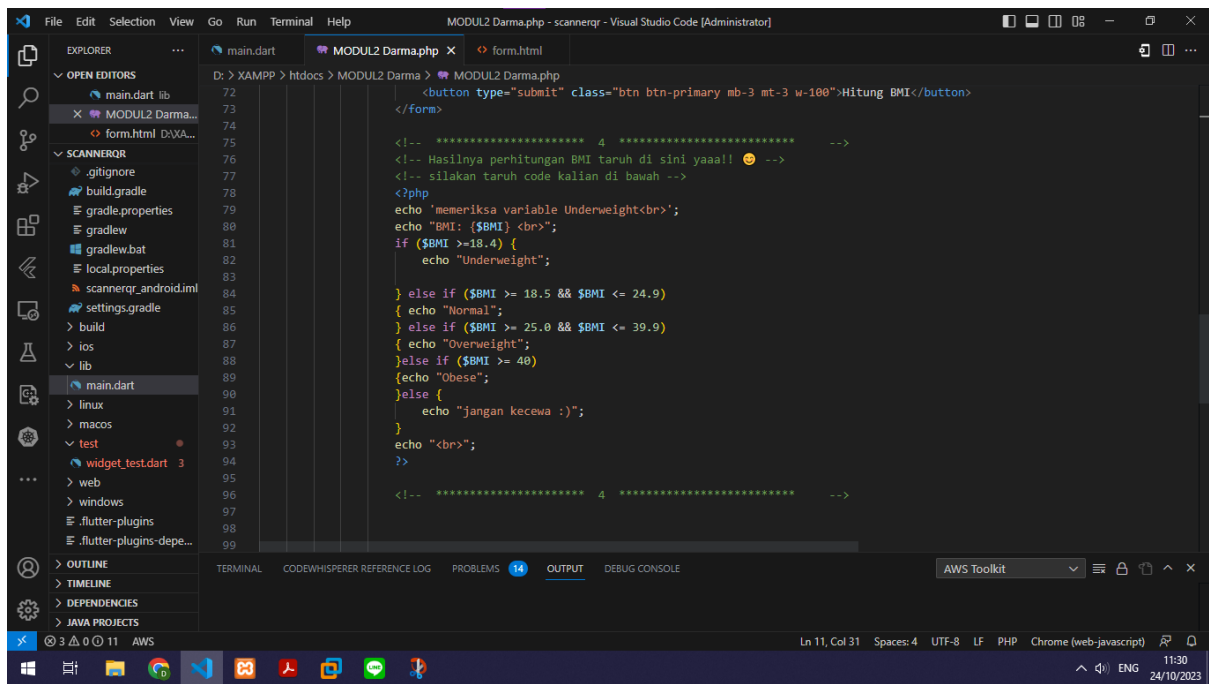 File Edit Selection View Go Run Terminal Help
MODUL2 Darma.php - scannerqr - Visual Studio Code [Administrator]
EXPLORER
OPEN EDITORS
main.dart lib
MODUL2 Darma...
form.html D:\XA...
SCANNERQR
.gitignore
build.gradle
gradle.properties
gradlew
gradlew.bat
local.properties
scannerqr_android.iml
settings.gradle
build
ios
lib
main.dart
linux
macos
test
widget_test.dart 3
web
windows
.flutter-plugins
.flutter-plugins-depe...
OUTLINE
TIMELINE
DEPENDENCIES
JAVA PROJECTS
main.dart MODUL2 Darma.php form.html
D: > XAMPP > htdocs > MODUL2 Darma > MODUL2 Darma.php
72 <button type="submit" class="btn btn-primary mb-3 mt-3 w-100">Hitung BMI</button>
73 </form>
74
75 <!-- ********************** 4 ************************** -->
76 <!-- Hasilnya perhitungan BMI taruh di sini yaaa!! 😊 -->
77 <!-- silakan taruh code kalian di bawah -->
78 <?php
79 echo 'memeriksa variable Underweight<br>';
80 echo "BMI: {$BMI} <br>";
81 if ($BMI >=18.4) {
82 echo "Underweight";
83
84 } else if ($BMI >= 18.5 && $BMI <= 24.9)
85 { echo "Normal";
86 } else if ($BMI >= 25.0 && $BMI <= 39.9)
87 { echo "Overweight";
88 }else if ($BMI >= 40)
89 {echo "Obese";
90 }else {
91 echo "jangan kecewa :)";
92 }
93 echo "<br>";
94 ?>
95
96 <!-- ********************** 4 ************************** -->
97
98
99
TERMINAL CODEWHISPERER REFERENCE LOG PROBLEMS 14 OUTPUT DEBUG CONSOLE
AWS Toolkit
3 0 11 AWS
Ln 11, Col 31 Spaces: 4 UTF-8 LF PHP Chrome (web-javascript)
ENG
11:30
24/10/2023